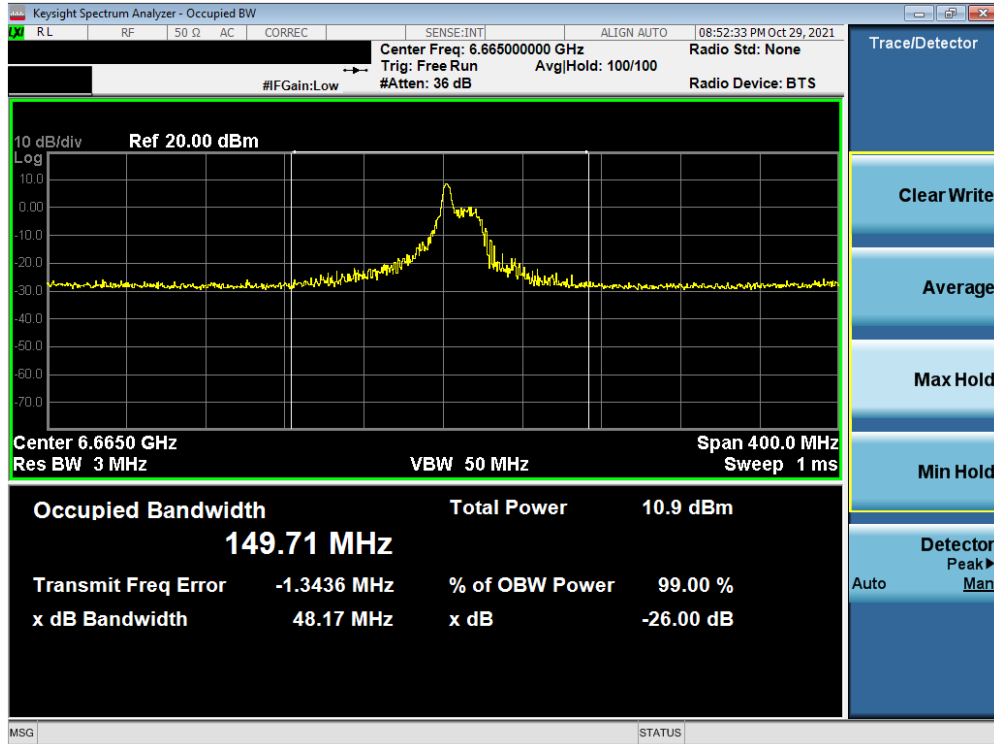 Keysight Spectrum Analyzer - Occupied BW
LXI RL RF 50 Ω AC CORREC SENSE:INT ALIGN AUTO 08:52:33 PM Oct 29, 2021
Center Freq: 6.665000000 GHz Radio Std: None
Trig: Free Run Avg|Hold: 100/100
#IFGain:Low #Atten: 36 dB Radio Device: BTS
Trace/Detector
10 dB/div Ref 20.00 dBm
Log
10.0
0.00
-10.0
-20.0
-30.0
-40.0
-50.0
-60.0
-70.0
Center 6.6650 GHz Span 400.0 MHz
Res BW 3 MHz VBW 50 MHz Sweep 1 ms
Clear Write
Average
Max Hold
Min Hold
Detector
Peak▶
Auto Man
Occupied Bandwidth Total Power 10.9 dBm
149.71 MHz
Transmit Freq Error -1.3436 MHz % of OBW Power 99.00 %
x dB Bandwidth 48.17 MHz x dB -26.00 dB
MSG STATUS